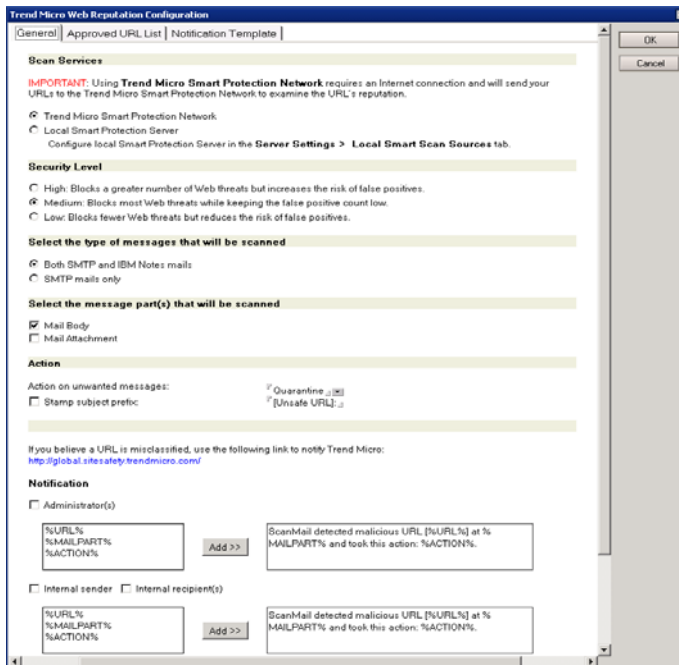 Trend Micro Web Reputation Configuration
General | Approved URL List | Notification Template |
OK
Cancel
Scan Services
IMPORTANT: Using Trend Micro Smart Protection Network requires an Internet connection and will send your
URLs to the Trend Micro Smart Protection Network to examine the URL's reputation.
Trend Micro Smart Protection Network
Local Smart Protection Server
Configure local Smart Protection Server in the Server Settings > Local Smart Scan Sources tab.
Security Level
High: Blocks a greater number of Web threats but increases the risk of false positives.
Medium: Blocks most Web threats while keeping the false positive count low.
Low: Blocks fewer Web threats but reduces the risk of false positives.
Select the type of messages that will be scanned
Both SMTP and IBM Notes mails
SMTP mails only
Select the message part(s) that will be scanned
Mail Body
Mail Attachment
Action
Action on unwanted messages: Quarantine
Stamp subject prefix: [Unsafe URL]:
If you believe a URL is misclassified, use the following link to notify Trend Micro:
http://global.sitesafety.trendmicro.com/
Notification
Administrator(s)
%URL%
%MAILPART%
%ACTION%
Add >>
ScanMail detected malicious URL [%URL%] at %
MAILPART% and took this action: %ACTION%.
Internal sender Internal recipient(s)
%URL%
%MAILPART%
%ACTION%
Add >>
ScanMail detected malicious URL [%URL%] at %
MAILPART% and took this action: %ACTION%.